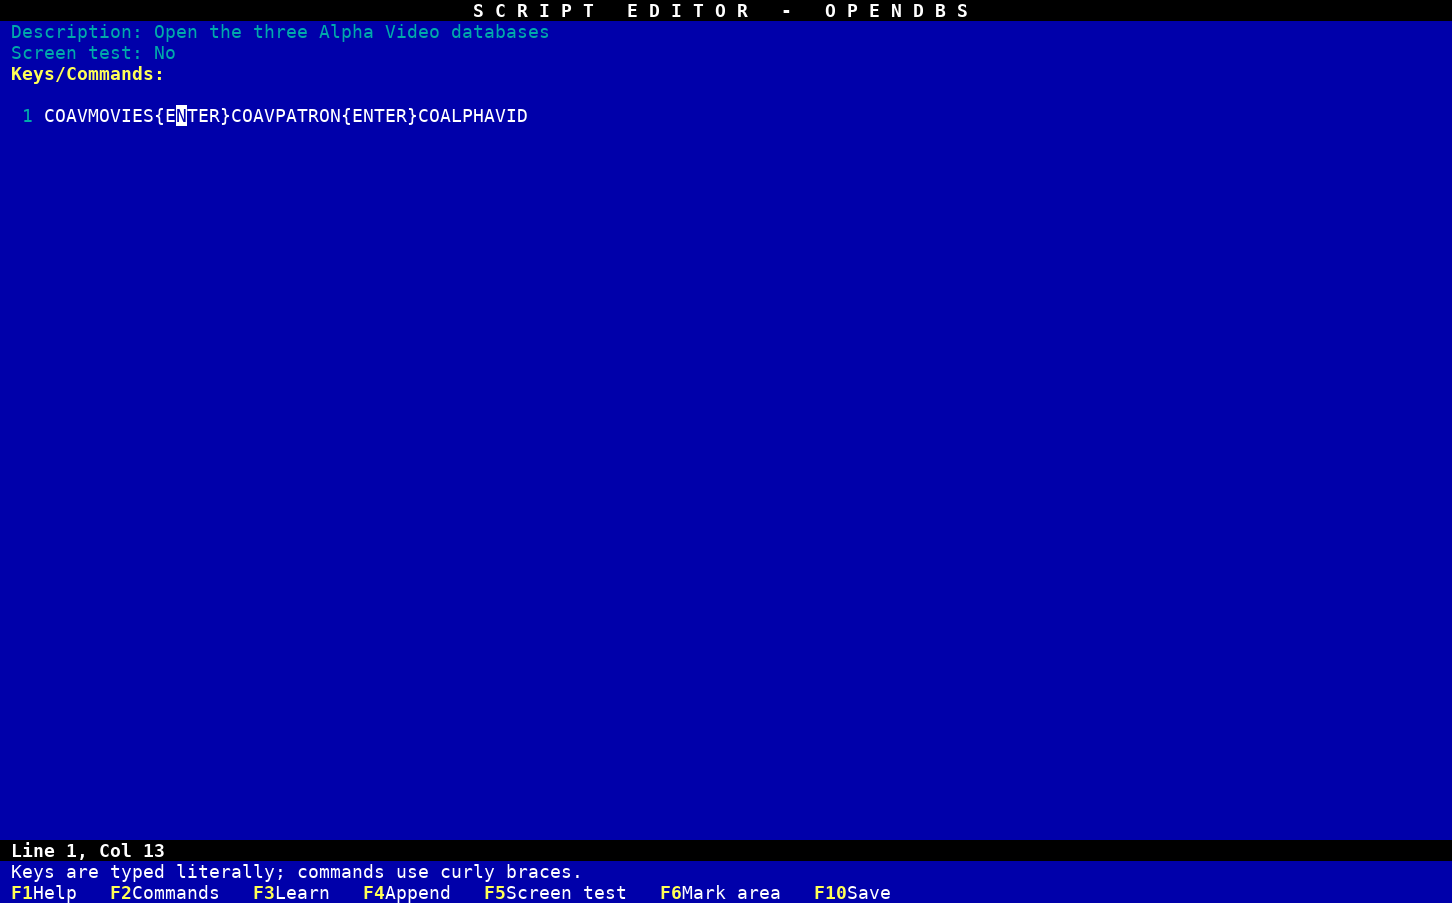 S C R I P T   E D I T O R   -   O P E N D B S
Description: Open the three Alpha Video databases
Screen test: No
Keys/Commands:
1 COAVMOVIES{ENTER}COAVPATRON{ENTER}COALPHAVID
Line 1, Col 13
Keys are typed literally; commands use curly braces.
F1Help   F2Commands   F3Learn   F4Append   F5Screen test   F6Mark area   F10Save